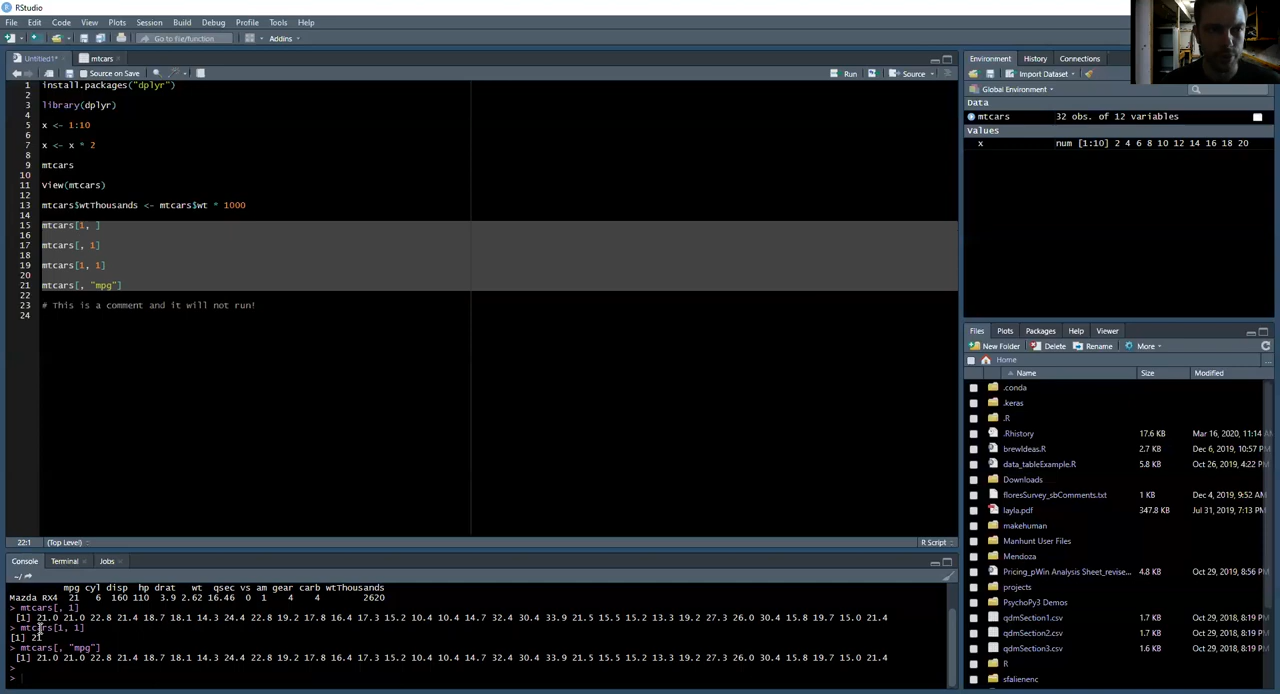 RStudio
File Edit Code View Plots Session Build Debug Profile Tools Help
Go to file/function Addins
Untitled1* mtcars
Source on Save Run Source
1 install.packages("dplyr")
2
3 library(dplyr)
4
5 x <- 1:10
6
7 x <- x * 2
8
9 mtcars
10
11 View(mtcars)
12
13 mtcars$wtThousands <- mtcars$wt * 1000
14
15 mtcars[1, ]
16
17 mtcars[, 1]
18
19 mtcars[1, 1]
20
21 mtcars[, "mpg"]
22
23 # This is a comment and it will not run!
24
22:1 (Top Level) R Script
Console Terminal Jobs
~/
mpg cyl disp hp drat wt qsec vs am gear carb wtThousands
Mazda RX4 21 6 160 110 3.9 2.62 16.46 0 1 4 4 2620
> mtcars[, 1]
[1] 21.0 21.0 22.8 21.4 18.7 18.1 14.3 24.4 22.8 19.2 17.8 16.4 17.3 15.2 10.4 10.4 14.7 32.4 30.4 33.9 21.5 15.5 15.2 13.3 19.2 27.3 26.0 30.4 15.8 19.7 15.0 21.4
> mtcars[1, 1]
[1] 21
> mtcars[, "mpg"]
[1] 21.0 21.0 22.8 21.4 18.7 18.1 14.3 24.4 22.8 19.2 17.8 16.4 17.3 15.2 10.4 10.4 14.7 32.4 30.4 33.9 21.5 15.5 15.2 13.3 19.2 27.3 26.0 30.4 15.8 19.7 15.0 21.4
>
>
Environment History Connections
Import Dataset
Global Environment
Data
mtcars 32 obs. of 12 variables
Values
x num [1:10] 2 4 6 8 10 12 14 16 18 20
Files Plots Packages Help Viewer
New Folder Delete Rename More
Home
Name Size Modified
.conda
.keras
.R
.Rhistory 17.6 KB Mar 16, 2020, 11:14
brewIdeas.R 2.7 KB Dec 6, 2019, 10:57 PM
data_tableExample.R 5.8 KB Oct 26, 2019, 4:22 PM
Downloads
floresSurvey_sbComments.txt 1 KB Dec 4, 2019, 9:52 AM
layla.pdf 347.8 KB Jul 31, 2019, 7:13 PM
makehuman
Manhunt User Files
Mendoza
Pricing_pWin Analysis Sheet_revise... 4.8 KB Oct 29, 2019, 8:56 PM
projects
PsychoPy3 Demos
qdmSection1.csv 1.7 KB Oct 29, 2018, 8:19 PM
qdmSection2.csv 1.7 KB Oct 29, 2018, 8:19 PM
qdmSection3.csv 1.7 KB Oct 29, 2018, 8:19 PM
R
sfalienenc